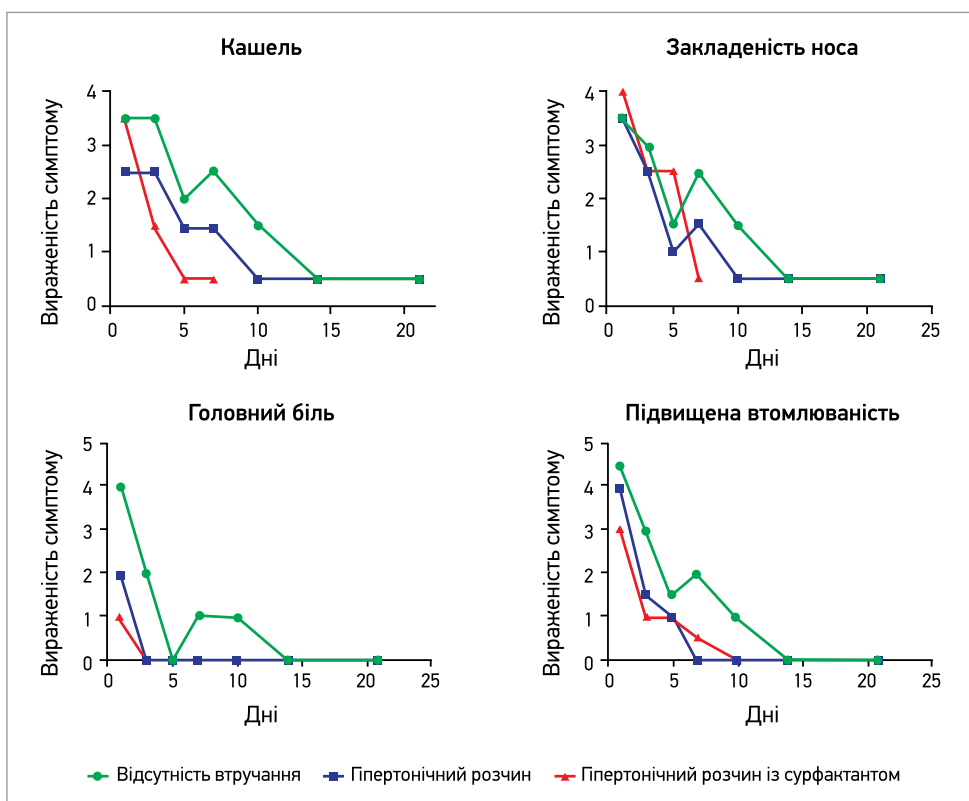 Кашель
Вираженість симптому
4
3
2
1
0
0 5 10 15 20
Дні
Закладеність носа
Вираженість симптому
4
3
2
1
0
0 5 10 15 20 25
Дні
Головний біль
Вираженість симптому
5
4
3
2
1
0
0 5 10 15 20 25
Дні
Підвищена втомлюваність
Вираженість симптому
5
4
3
2
1
0
0 5 10 15 20 25
Дні
Відсутність втручання Гіпертонічний розчин Гіпертонічний розчин із сурфактантом